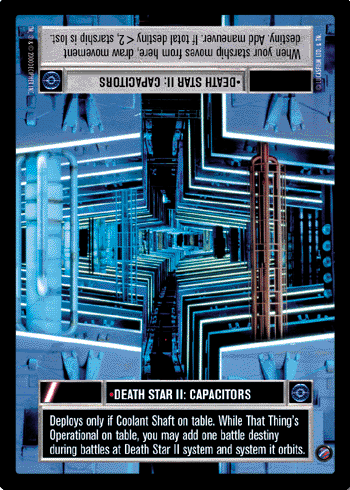 When your starship moves from here, draw movement
destiny. Add maneuver. If total destiny < 2, starship is lost.
•DEATH STAR II: CAPACITORS
•DEATH STAR II: CAPACITORS
Deploys only if Coolant Shaft on table. While That Thing's
Operational on table, you may add one battle destiny
during battles at Death Star II system and system it orbits.